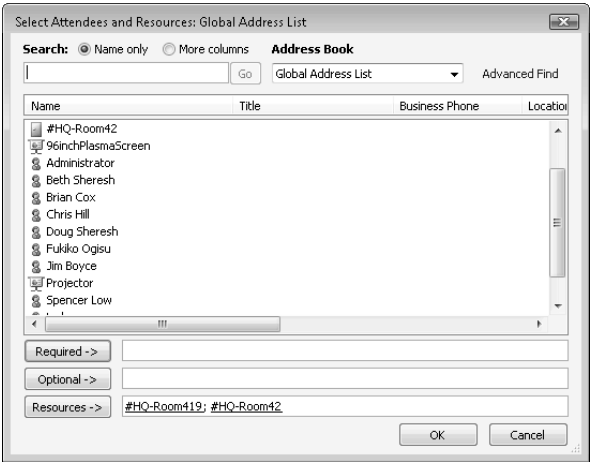 Select Attendees and Resources: Global Address List
Search: Name only More columns Address Book
Go Global Address List Advanced Find
Name Title Business Phone Location
#HQ-Room42
96inchPlasmaScreen
Administrator
Beth Sheresh
Brian Cox
Chris Hill
Doug Sheresh
Fukiko Ogisu
Jim Boyce
Projector
Spencer Low
Required ->
Optional ->
Resources -> #HQ-Room419; #HQ-Room42
OK Cancel